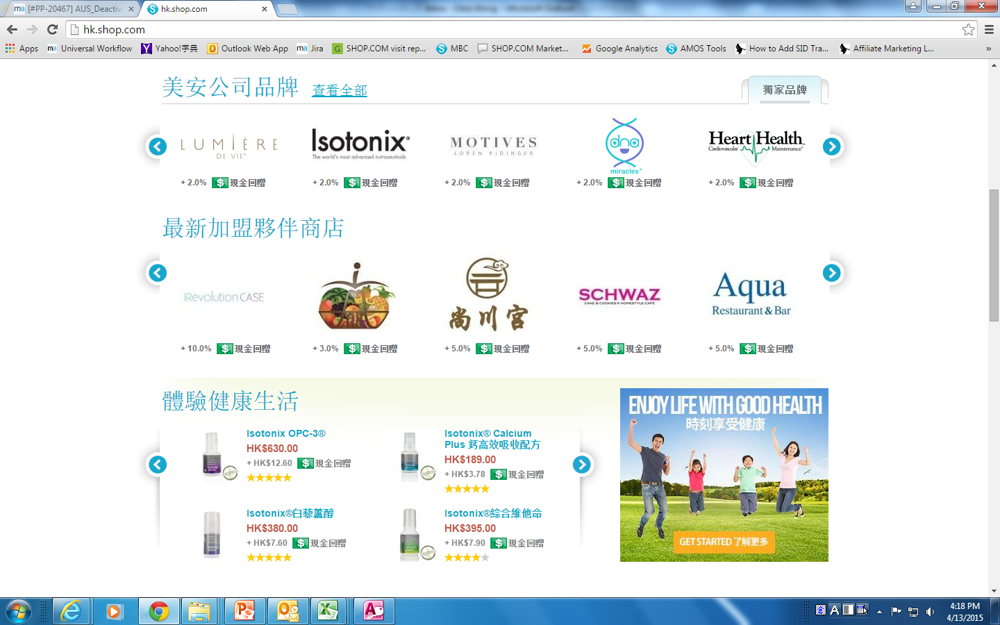 [#PP-20467] AUS_Deactiv
hk.shop.com
hk.shop.com
Apps
Universal Workflow
Yahoo!字典
Outlook Web App
Jira
SHOP.COM visit rep...
MBC
SHOP.COM Market...
Google Analytics
AMOS Tools
How to Add SID Tra...
Affiliate Marketing L...
美安公司品牌 查看全部
獨家品牌
LUMIÈRE
DE VIE®
Isotonix®
The world's most advanced nutraceuticals
MOTIVES
LOREN RIDINGER
dna
miracles®
Heart Health
Cardiovascular Maintenance®
+ 2.0% $ 現金回贈
+ 2.0% $ 現金回贈
+ 2.0% $ 現金回贈
+ 2.0% $ 現金回贈
+ 2.0% $ 現金回贈
最新加盟夥伴商店
iRevolution CASE
尚川宮
SCHWAZ
CAKE & COOKIES @ HOMESTYLE CAFE
Aqua
Restaurant & Bar
+ 10.0% $ 現金回贈
+ 3.0% $ 現金回贈
+ 5.0% $ 現金回贈
+ 5.0% $ 現金回贈
+ 5.0% $ 現金回贈
體驗健康生活
Isotonix OPC-3®
HK$630.00
+ HK$12.60 $ 現金回贈
Isotonix® Calcium
Plus 鈣高效吸收配方
HK$189.00
+ HK$3.78 $ 現金回贈
Isotonix®白藜蘆醇
HK$380.00
+ HK$7.60 $ 現金回贈
Isotonix®綜合維他命
HK$395.00
+ HK$7.90 $ 現金回贈
ENJOY LIFE WITH GOOD HEALTH
時刻享受健康
GET STARTED 了解更多
4:18 PM
4/13/2015